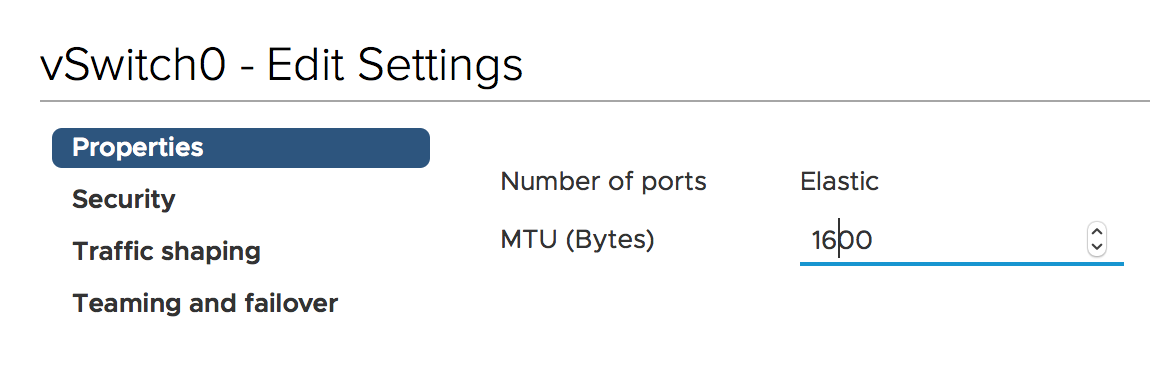 vSwitch0 - Edit Settings
Properties
Security
Traffic shaping
Teaming and failover
Number of ports Elastic
MTU (Bytes) 1600